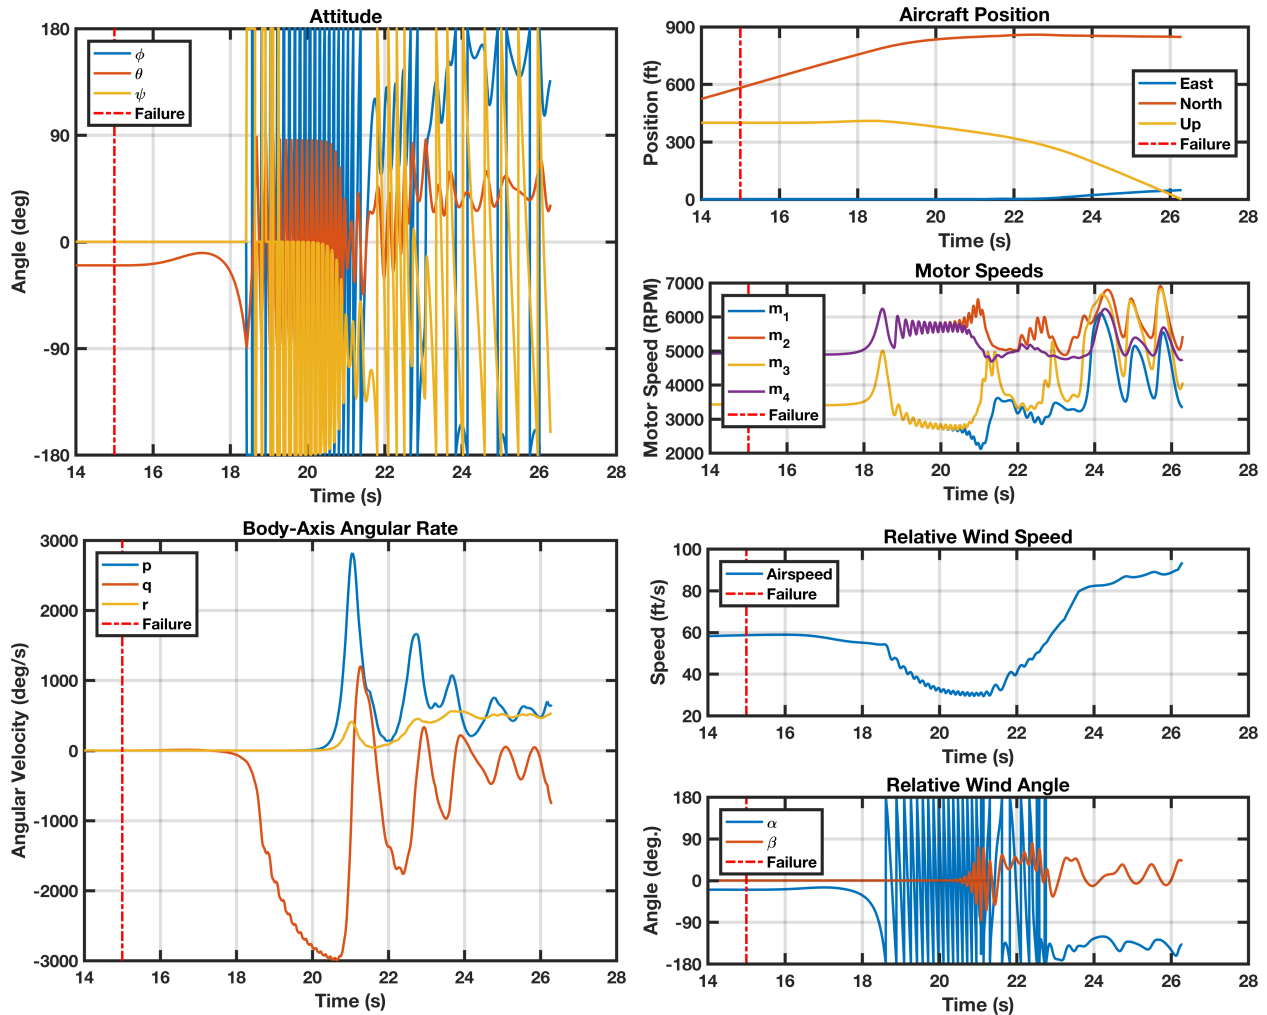 Attitude
Angle (deg)
180
90
0
-90
-180
ϕ
θ
ψ
Failure
14 16 18 20 22 24 26 28
Time (s)
Aircraft Position
Position (ft)
900
600
300
0
East
North
Up
Failure
14 16 18 20 22 24 26 28
Time (s)
Motor Speeds
Motor Speed (RPM)
7000
6000
5000
4000
3000
2000
m1
m2
m3
m4
Failure
14 16 18 20 22 24 26 28
Time (s)
Body-Axis Angular Rate
Angular Velocity (deg/s)
3000
2000
1000
0
-1000
-2000
-3000
p
q
r
Failure
14 16 18 20 22 24 26 28
Time (s)
Relative Wind Speed
Speed (ft/s)
100
80
60
40
20
Airspeed
Failure
14 16 18 20 22 24 26 28
Time (s)
Relative Wind Angle
Angle (deg.)
180
90
0
-90
-180
α
β
Failure
14 16 18 20 22 24 26 28
Time (s)